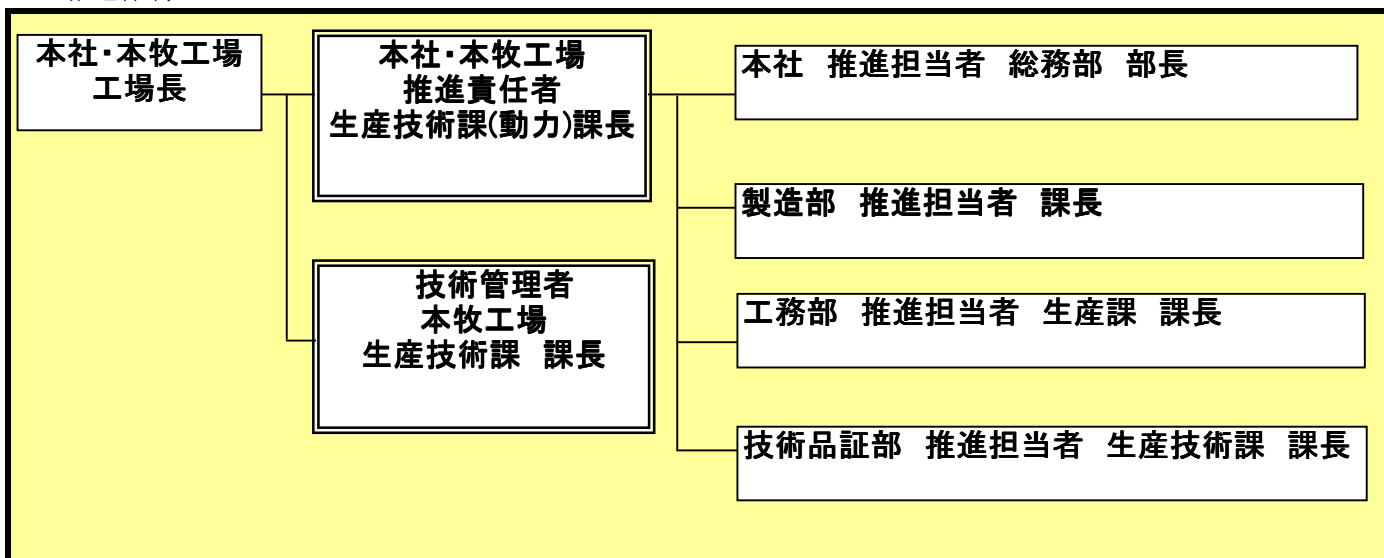 本社・本牧工場
工場長
本社・本牧工場
推進責任者
生産技術課(動力)課長
技術管理者
本牧工場
生産技術課　課長
本社　推進担当者　総務部　部長
製造部　推進担当者　課長
工務部　推進担当者　生産課　課長
技術品証部　推進担当者　生産技術課　課長